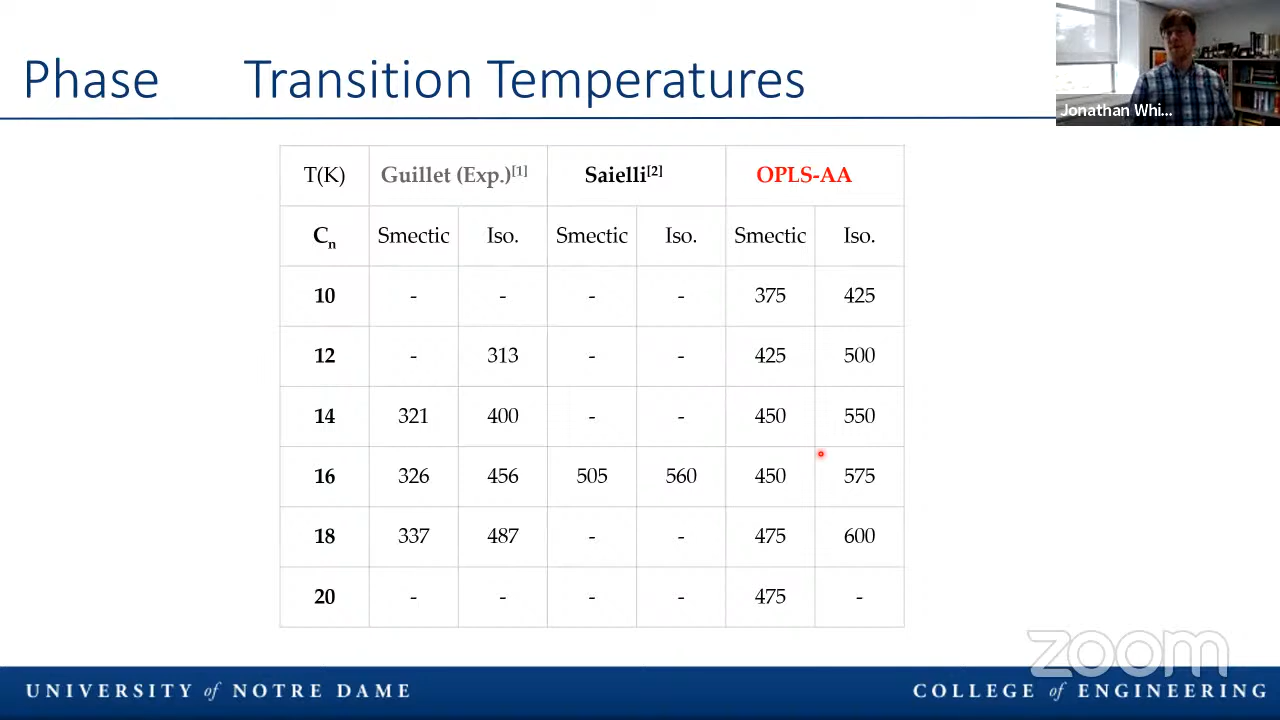 Phase Transition Temperatures
Jonathan Whi...
T(K) Guillet (Exp.)[1] Saielli[2] OPLS-AA
Cn Smectic Iso. Smectic Iso. Smectic Iso.
10 - - - - 375 425
12 - 313 - - 425 500
14 321 400 - - 450 550
16 326 456 505 560 450 575
18 337 487 - - 475 600
20 - - - - 475 -
zoom
UNIVERSITY of NOTRE DAME
COLLEGE of ENGINEERING